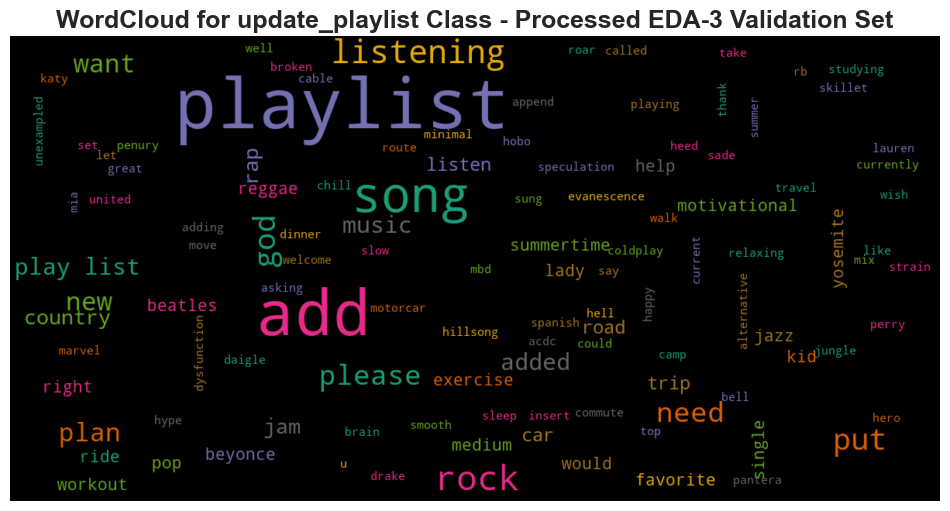 WordCloud for update_playlist Class - Processed EDA-3 Validation Set
well listening roar called take
want broken rb studying
katy cable playlist append playing thank summer skillet
unexampled minimal hobo
set let penury route heed sade lauren
great rap listen speculation help currently
mia united reggae chill song sung evanescence travel wish
adding god music motivational walk
move dinner slow summertime coldplay current yosemite like
play list welcome mbd lady say relaxing mix strain
asking
new beatles add motorcar happy alternative
country hillsong spanish hell road perry
marvel dysfunction daigle acdc could jazz
please added camp kid jungle
right exercise trip
bell
hype jam sleep insert commute need hero
plan brain smooth car top put
ride beyonce medium single
pop u would
workout drake rock favorite pantera